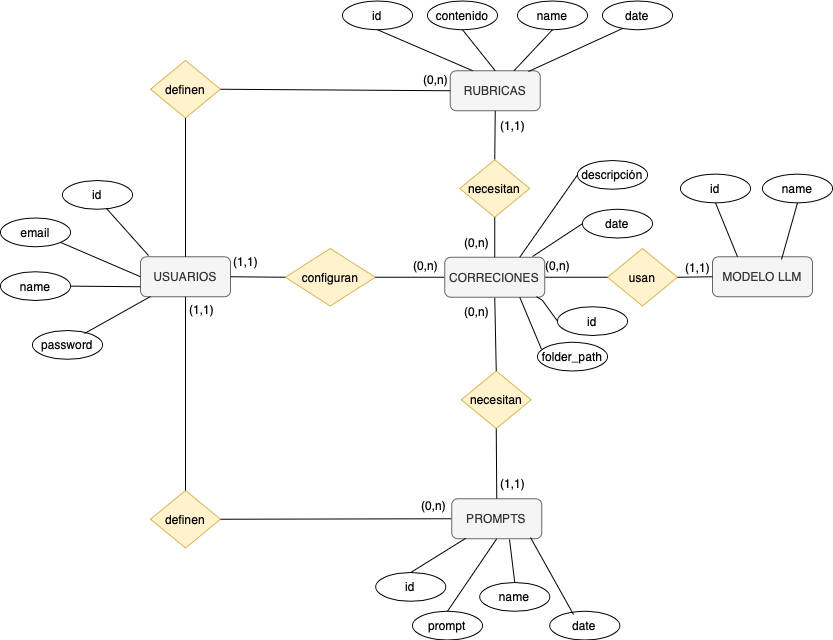 id
contenido
name
date
definen
(0,n)
RUBRICAS
(1,1)
necesitan
descripción
id
name
id
email
date
(1,1)
(0,n)
(0,n)
(0,n)
(1,1)
USUARIOS
configuran
CORRECIONES
usan
MODELO LLM
name
(1,1)
(0,n)
id
password
folder_path
necesitan
(1,1)
(0,n)
definen
PROMPTS
id
name
prompt
date